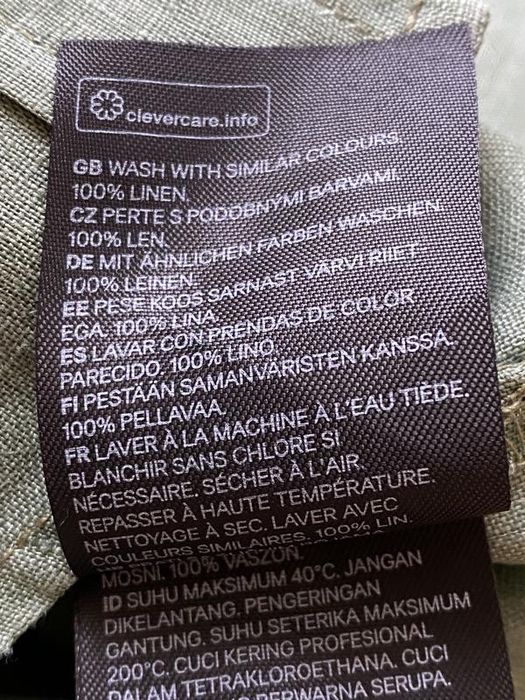 clevercare.info
GB WASH WITH SIMILAR COLOURS.
100% LINEN.
CZ PERTE S PODOBNÝMI BARVAMI.
100% LEN.
DE MIT ÄHNLICHEN FARBEN WASCHEN.
100% LEINEN.
EE PESE KOOS SARNAST VÄRVI RIIET
EGA. 100% LINA.
ES LAVAR CON PRENDAS DE COLOR
PARECIDO. 100% LINO.
FI PESTÄÄN SAMANVÄRISTEN KANSSA.
100% PELLAVAA.
FR LAVER À LA MACHINE À L'EAU TIÈDE.
BLANCHIR SANS CHLORE SI
NÉCESSAIRE. SÉCHER À L'AIR.
REPASSER À HAUTE TEMPÉRATURE.
NETTOYAGE À SEC. LAVER AVEC
COULEURS SIMILAIRES. 100% LIN.
MOSNI. 100% VÁSZON.
ID SUHU MAKSIMUM 40°C. JANGAN
DIKELANTANG. PENGERINGAN
GANTUNG. SUHU SETERIKA MAKSIMUM
200°C. CUCI KERING PROFESIONAL
DALAM TETRAKLOROETHANA. CUCI
DENGAN WARNA SERUPA.